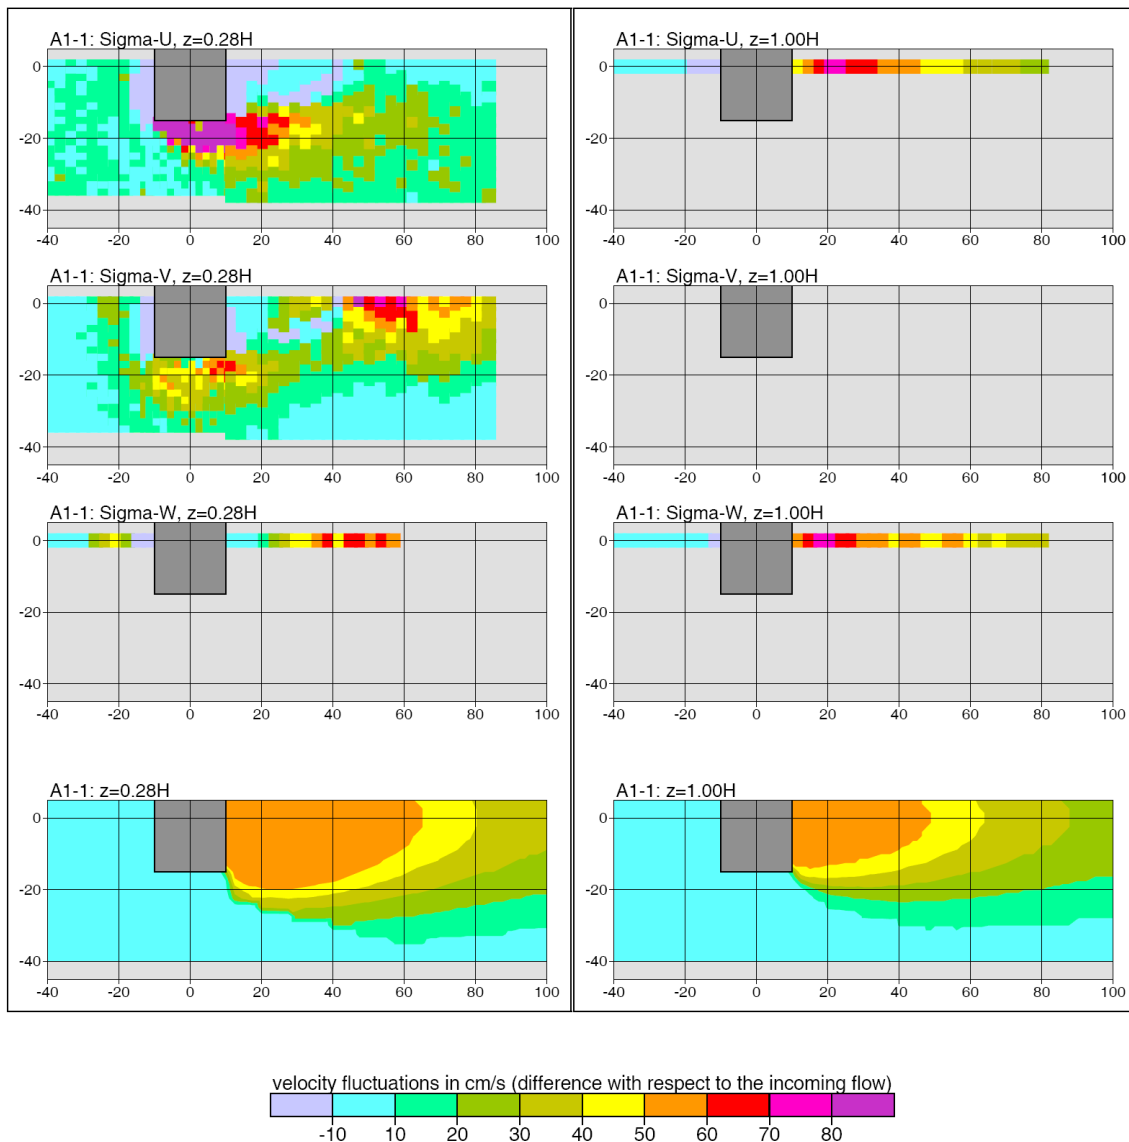 A1-1: Sigma-U, z=0.28H
A1-1: Sigma-U, z=1.00H
0
-20
-40
-40 -20 0 20 40 60 80 100
0
-20
-40
-40 -20 0 20 40 60 80 100
A1-1: Sigma-V, z=0.28H
A1-1: Sigma-V, z=1.00H
0
-20
-40
-40 -20 0 20 40 60 80 100
0
-20
-40
-40 -20 0 20 40 60 80 100
A1-1: Sigma-W, z=0.28H
A1-1: Sigma-W, z=1.00H
0
-20
-40
-40 -20 0 20 40 60 80 100
0
-20
-40
-40 -20 0 20 40 60 80 100
A1-1: z=0.28H
A1-1: z=1.00H
0
-20
-40
-40 -20 0 20 40 60 80 100
0
-20
-40
-40 -20 0 20 40 60 80 100
velocity fluctuations in cm/s (difference with respect to the incoming flow)
-10 10 20 30 40 50 60 70 80